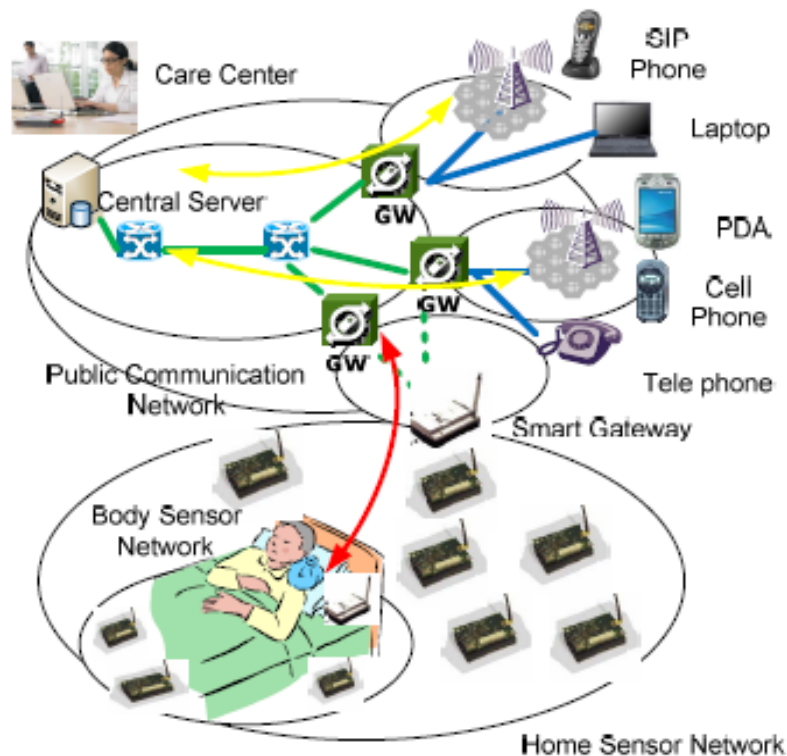 SIP
Phone
Care Center
Laptop
Central Server
GW
PDA
GW
Cell
Phone
GW
Public Communication
Network
Tele phone
Smart Gateway
Body Sensor
Network
Home Sensor Network